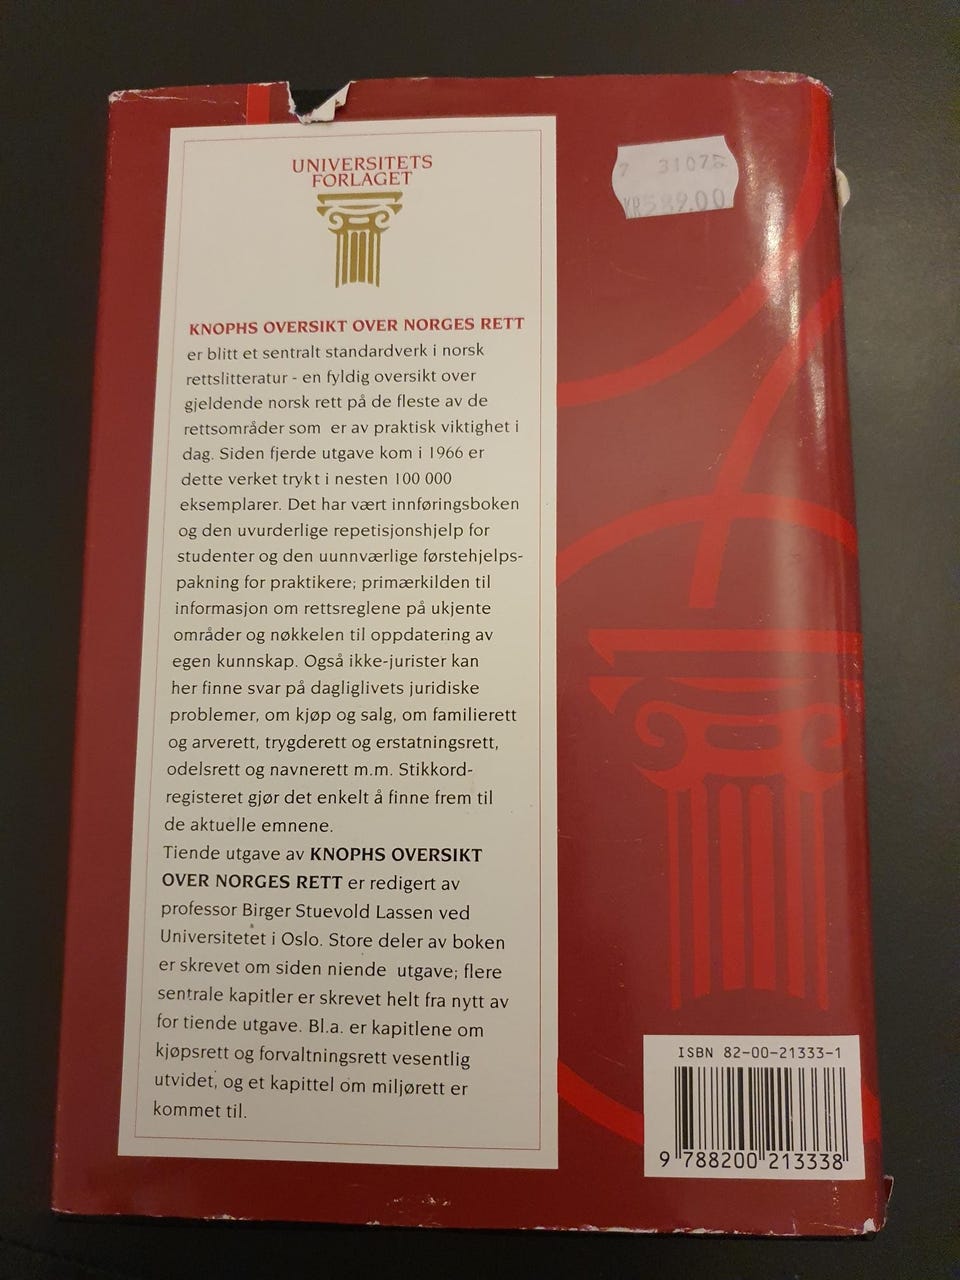 UNIVERSITETS
FORLAGET
7 31075
KR589.00
KNOPHS OVERSIKT OVER NORGES RETT
er blitt et sentralt standardverk i norsk
rettslitteratur - en fyldig oversikt over
gjeldende norsk rett på de fleste av de
rettsområder som er av praktisk viktighet i
dag. Siden fjerde utgave kom i 1966 er
dette verket trykt i nesten 100 000
eksemplarer. Det har vært innføringsboken
og den uvurderlige repetisjonshjelp for
studenter og den uunnværlige førstehjelps-
pakning for praktikere; primærkilden til
informasjon om rettsreglene på ukjente
områder og nøkkelen til oppdatering av
egen kunnskap. Også ikke-jurister kan
her finne svar på dagliglivets juridiske
problemer, om kjøp og salg, om familierett
og arverett, trygderett og erstatningsrett,
odelsrett og navnerett m.m. Stikkord-
registeret gjør det enkelt å finne frem til
de aktuelle emnene.
Tiende utgave av KNOPHS OVERSIKT
OVER NORGES RETT er redigert av
professor Birger Stuevold Lassen ved
Universitetet i Oslo. Store deler av boken
er skrevet om siden niende utgave; flere
sentrale kapitler er skrevet helt fra nytt av
for tiende utgave. Bl.a. er kapitlene om
kjøpsrett og forvaltningsrett vesentlig
utvidet, og et kapittel om miljørett er
kommet til.
ISBN 82-00-21333-1
9 788200 213338